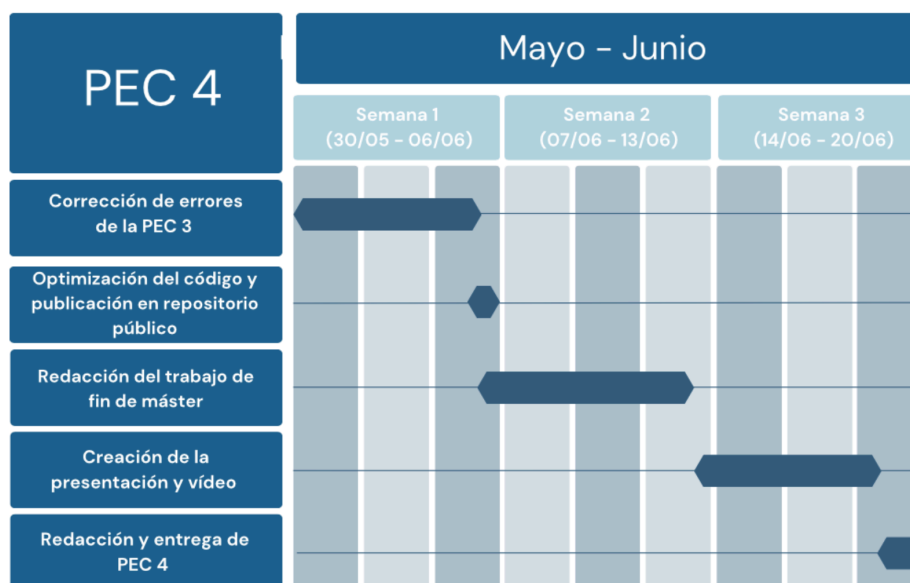 PEC 4
Mayo - Junio
Semana 1
(30/05 - 06/06)
Semana 2
(07/06 - 13/06)
Semana 3
(14/06 - 20/06)
Corrección de errores
de la PEC 3
Optimización del código y
publicación en repositorio
público
Redacción del trabajo de
fin de máster
Creación de la
presentación y vídeo
Redacción y entrega de
PEC 4